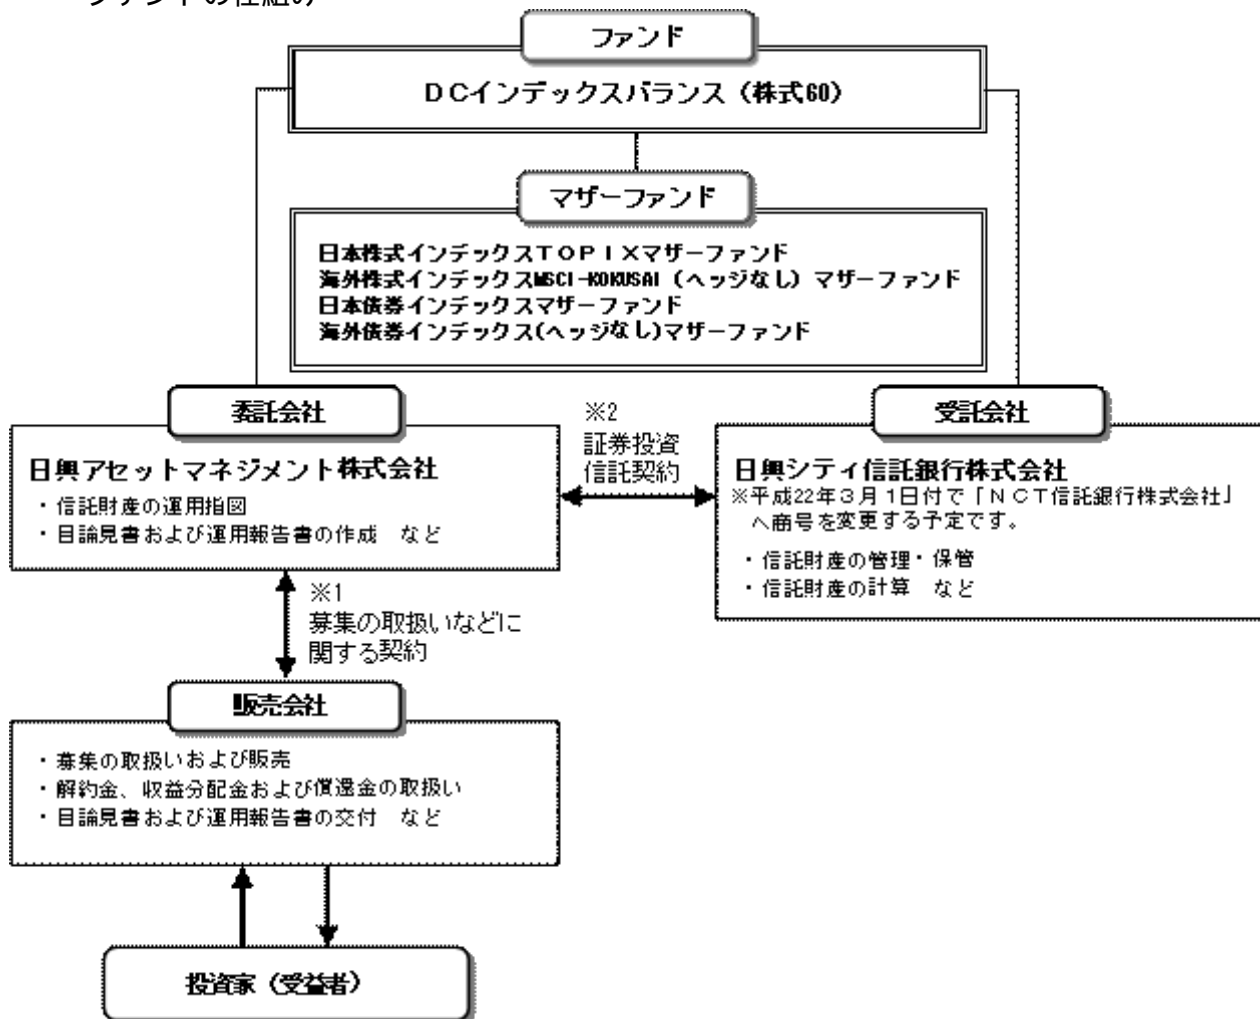 ファンドの仕組み
ファンド
ＤＣインデックスバランス（株式60）
マザーファンド
日本株式インデックスＴＯＰＩＸマザーファンド
海外株式インデックスMSCI-KOKUSAI（ヘッジなし）マザーファンド
日本債券インデックスマザーファンド
海外債券インデックス(ヘッジなし)マザーファンド
委託会社
日興アセットマネジメント株式会社
・信託財産の運用指図
・目論見書および運用報告書の作成　など
※2
証券投資
信託契約
受託会社
日興シティ信託銀行株式会社
※平成22年３月１日付で「ＮＣＴ信託銀行株式会社」
へ商号を変更する予定です。
・信託財産の管理・保管
・信託財産の計算　など
※1
募集の取扱いなどに
関する契約
販売会社
・募集の取扱いおよび販売
・解約金、収益分配金および償還金の取扱い
・目論見書および運用報告書の交付　など
投資家（受益者）